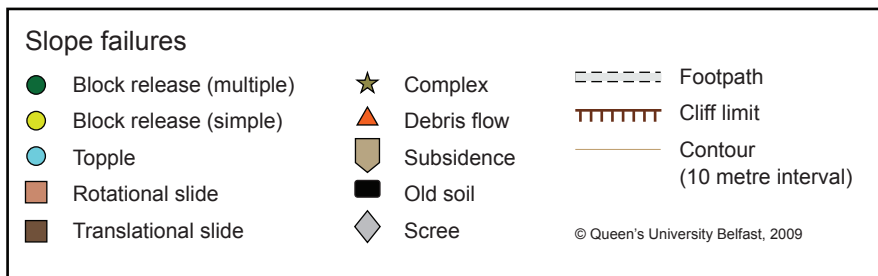 Slope failures
Block release (multiple)
Block release (simple)
Topple
Rotational slide
Translational slide
Complex
Debris flow
Subsidence
Old soil
Scree
Footpath
Cliff limit
Contour
(10 metre interval)
© Queen's University Belfast, 2009